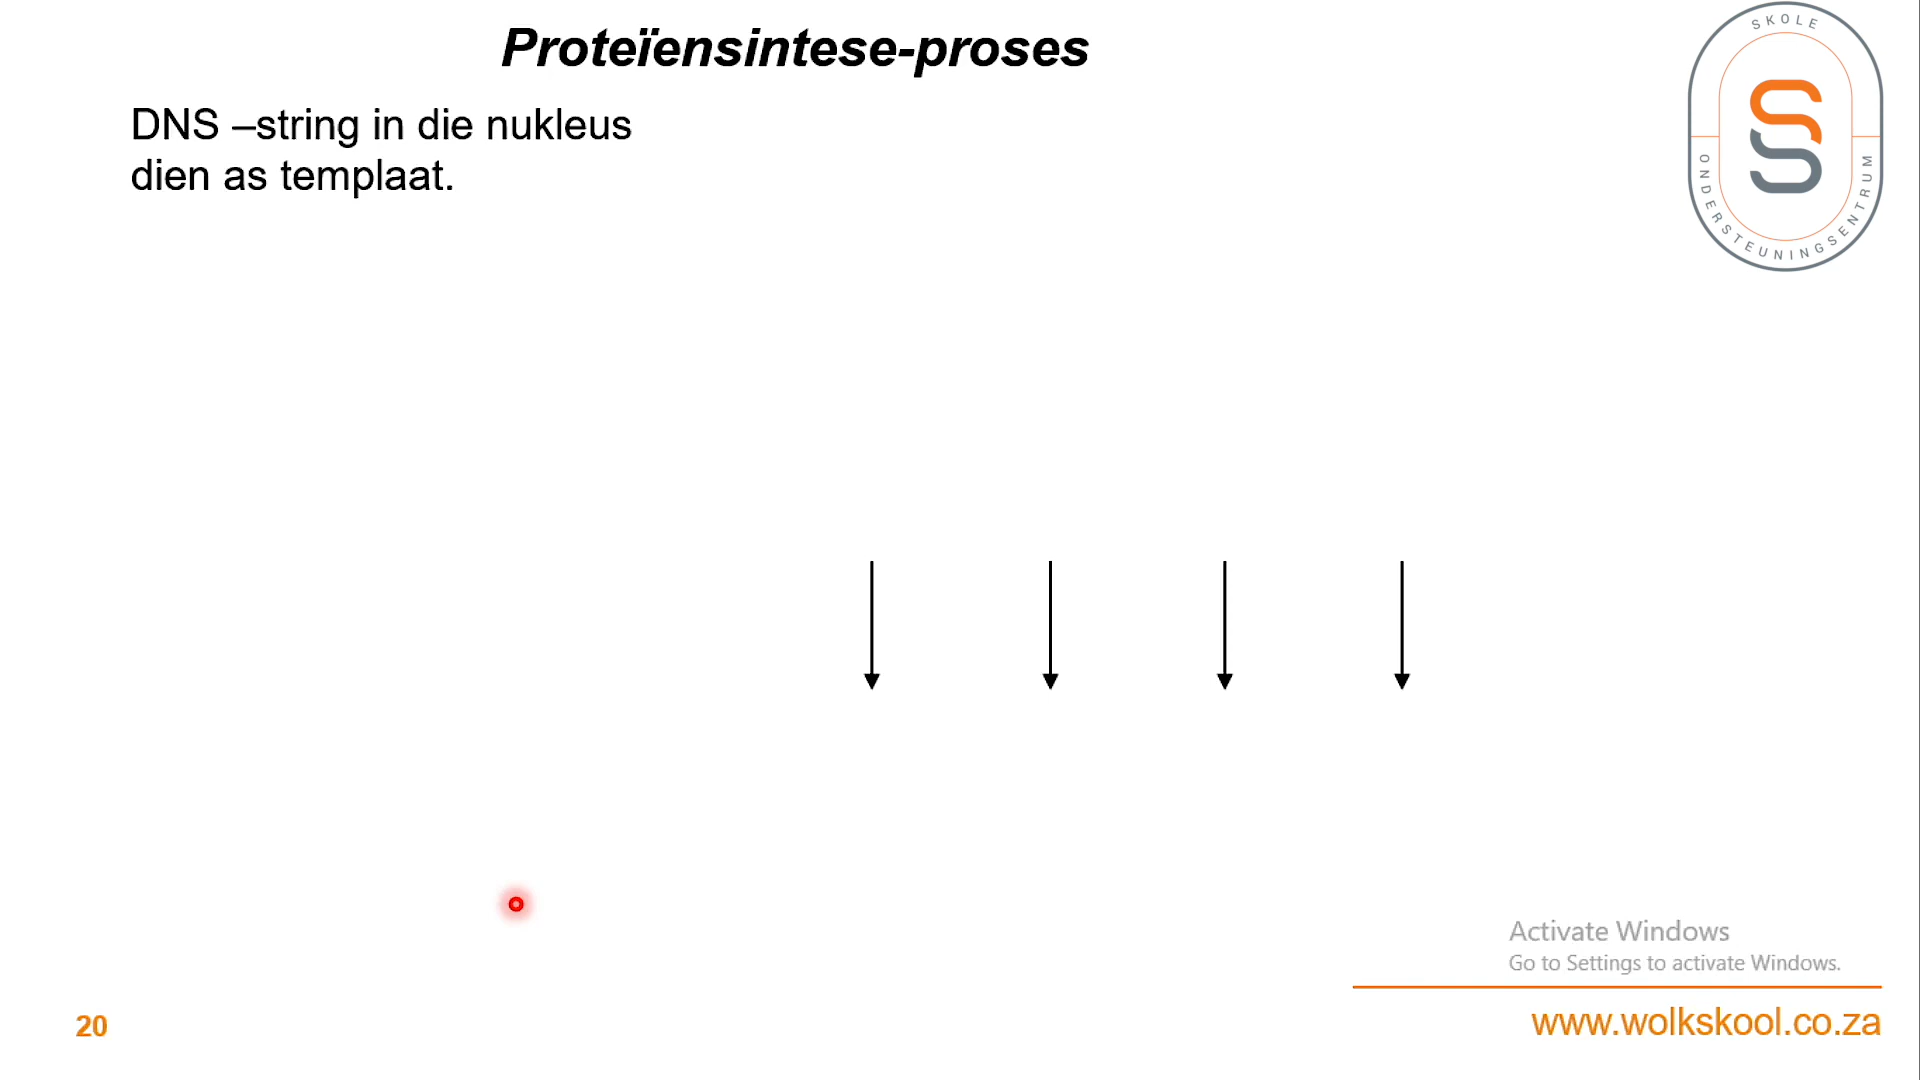 Proteïensintese-proses
SKOLE
ONDERSTEUNINGSENTRUM
DNS –string in die nukleus
dien as templaat.
Activate Windows
Go to Settings to activate Windows.
20
www.wolkskool.co.za